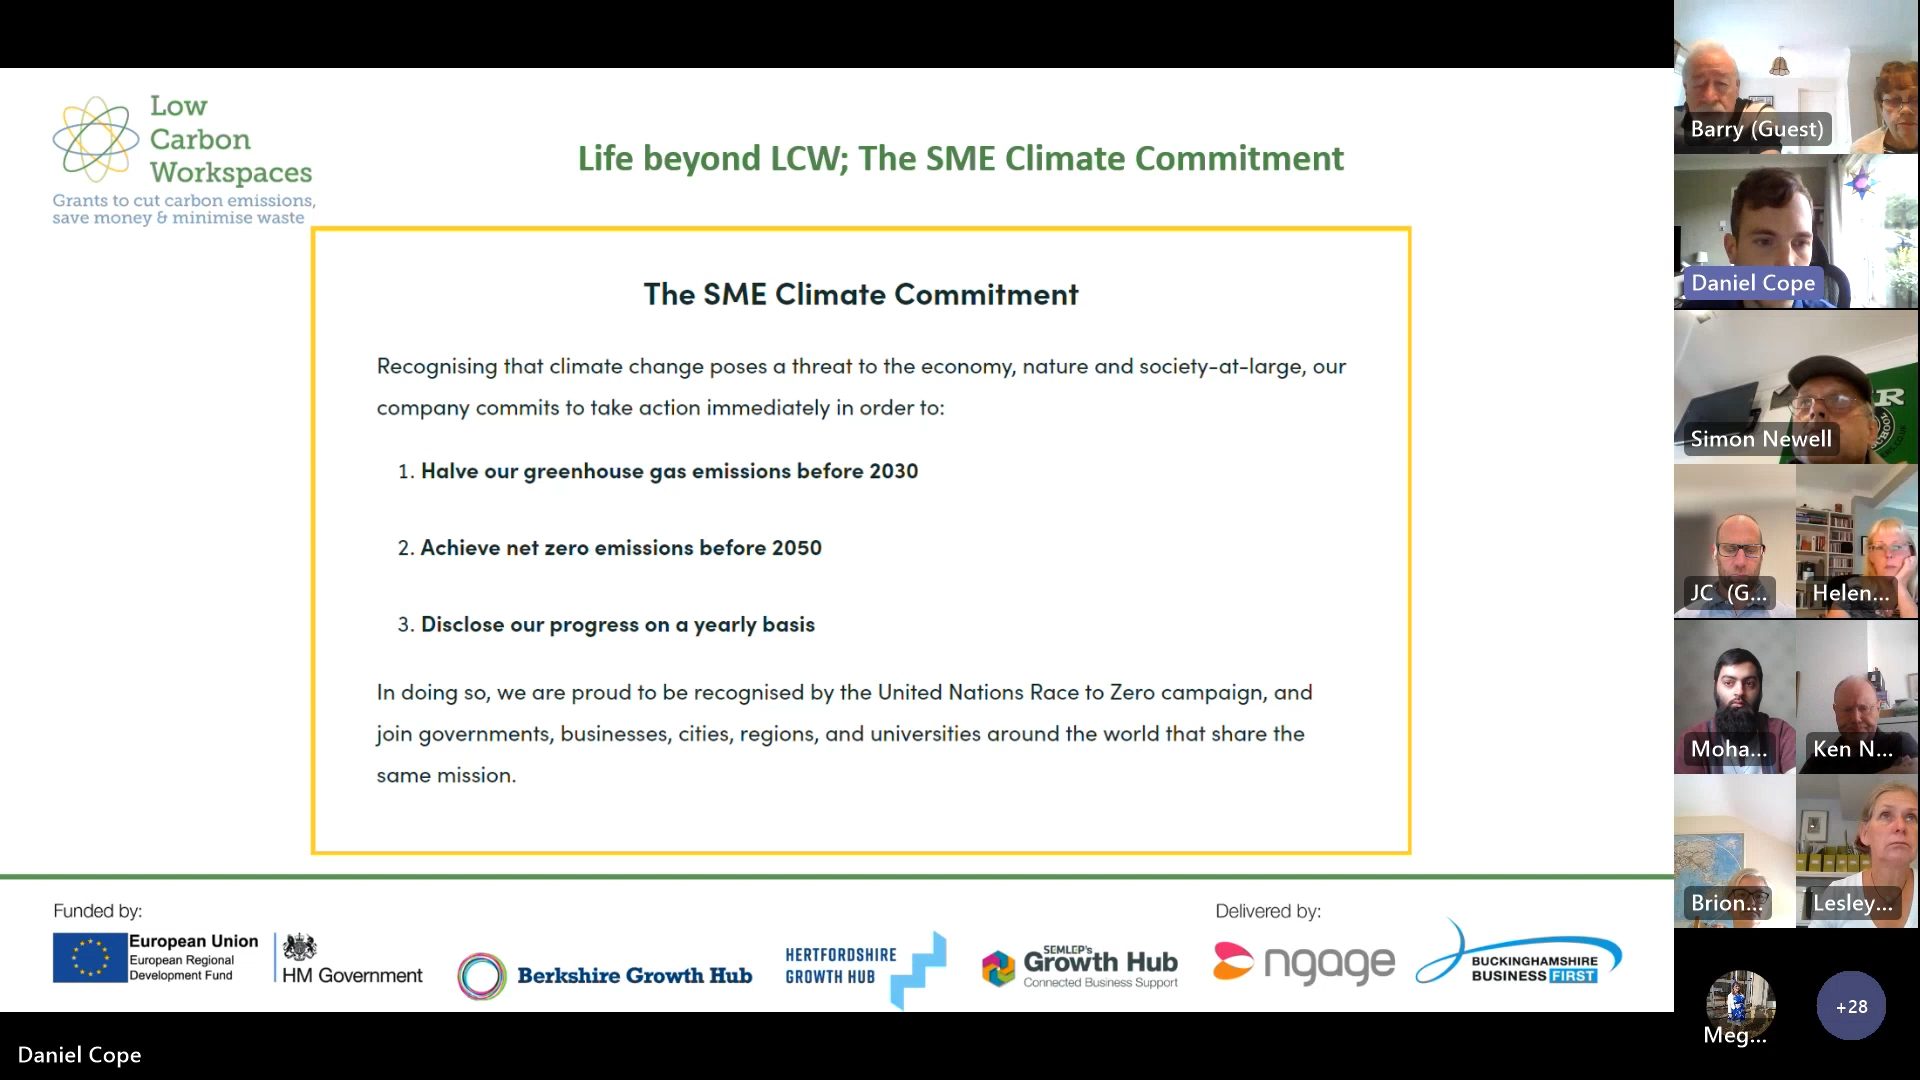 Low
Carbon
Workspaces
Grants to cut carbon emissions,
save money & minimise waste
Life beyond LCW; The SME Climate Commitment
The SME Climate Commitment
Recognising that climate change poses a threat to the economy, nature and society-at-large, our
company commits to take action immediately in order to:
1. Halve our greenhouse gas emissions before 2030
2. Achieve net zero emissions before 2050
3. Disclose our progress on a yearly basis
In doing so, we are proud to be recognised by the United Nations Race to Zero campaign, and
join governments, businesses, cities, regions, and universities around the world that share the
same mission.
Funded by:
European Union
European Regional
Development Fund
HM Government
Berkshire Growth Hub
HERTFORDSHIRE
GROWTH HUB
SEMLEP's
Growth Hub
Connected Business Support
Delivered by:
ngage
BUCKINGHAMSHIRE
BUSINESS FIRST
Daniel Cope
Barry (Guest)
Daniel Cope
Simon Newell
JC (G...
Helen...
Moha...
Ken N...
Brion...
Lesley...
Meg...
+28